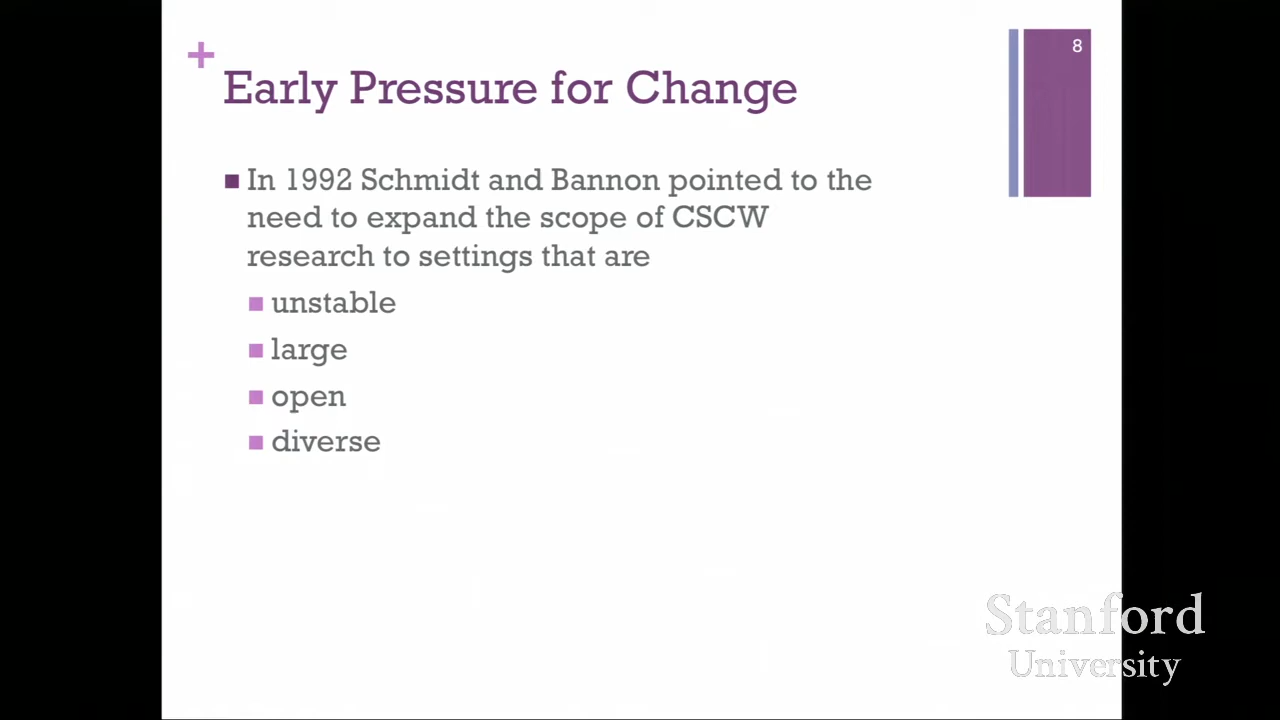 +
8
Early Pressure for Change
In 1992 Schmidt and Bannon pointed to the
need to expand the scope of CSCW
research to settings that are
unstable
large
open
diverse
Stanford
University